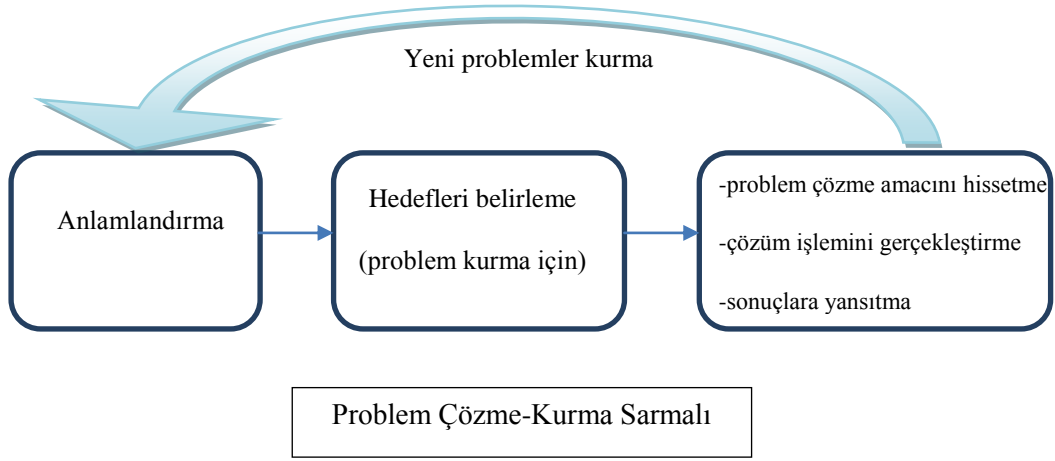 Yeni problemler kurma
Anlamlandırma
Hedefleri belirleme
(problem kurma için)
-problem çözme amacını hissetme
-çözüm işlemini gerçekleştirme
-sonuçlara yansıtma
Problem Çözme-Kurma Sarmalı